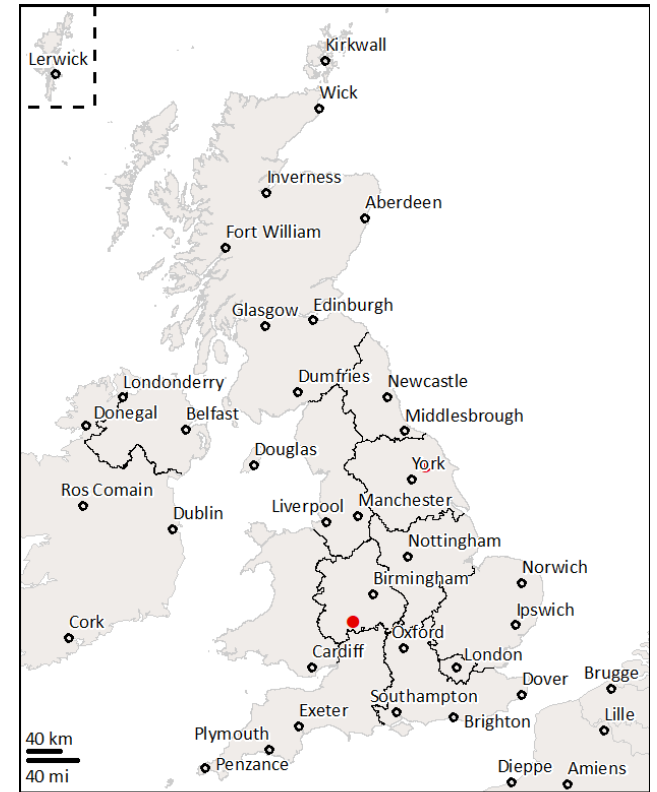 Kirkwall
Lerwick
Wick
Inverness
Aberdeen
Fort William
Glasgow
Edinburgh
Dumfries
Londonderry
Newcastle
Donegal
Belfast
Middlesbrough
Douglas
York
Ros Comain
Manchester
Liverpool
Dublin
Nottingham
Norwich
Birmingham
Ipswich
Cork
Oxford
Cardiff
London
Brugge
Dover
Southampton
Exeter
Lille
Brighton
Plymouth
40 km
Penzance
Dieppe
Amiens
40 mi